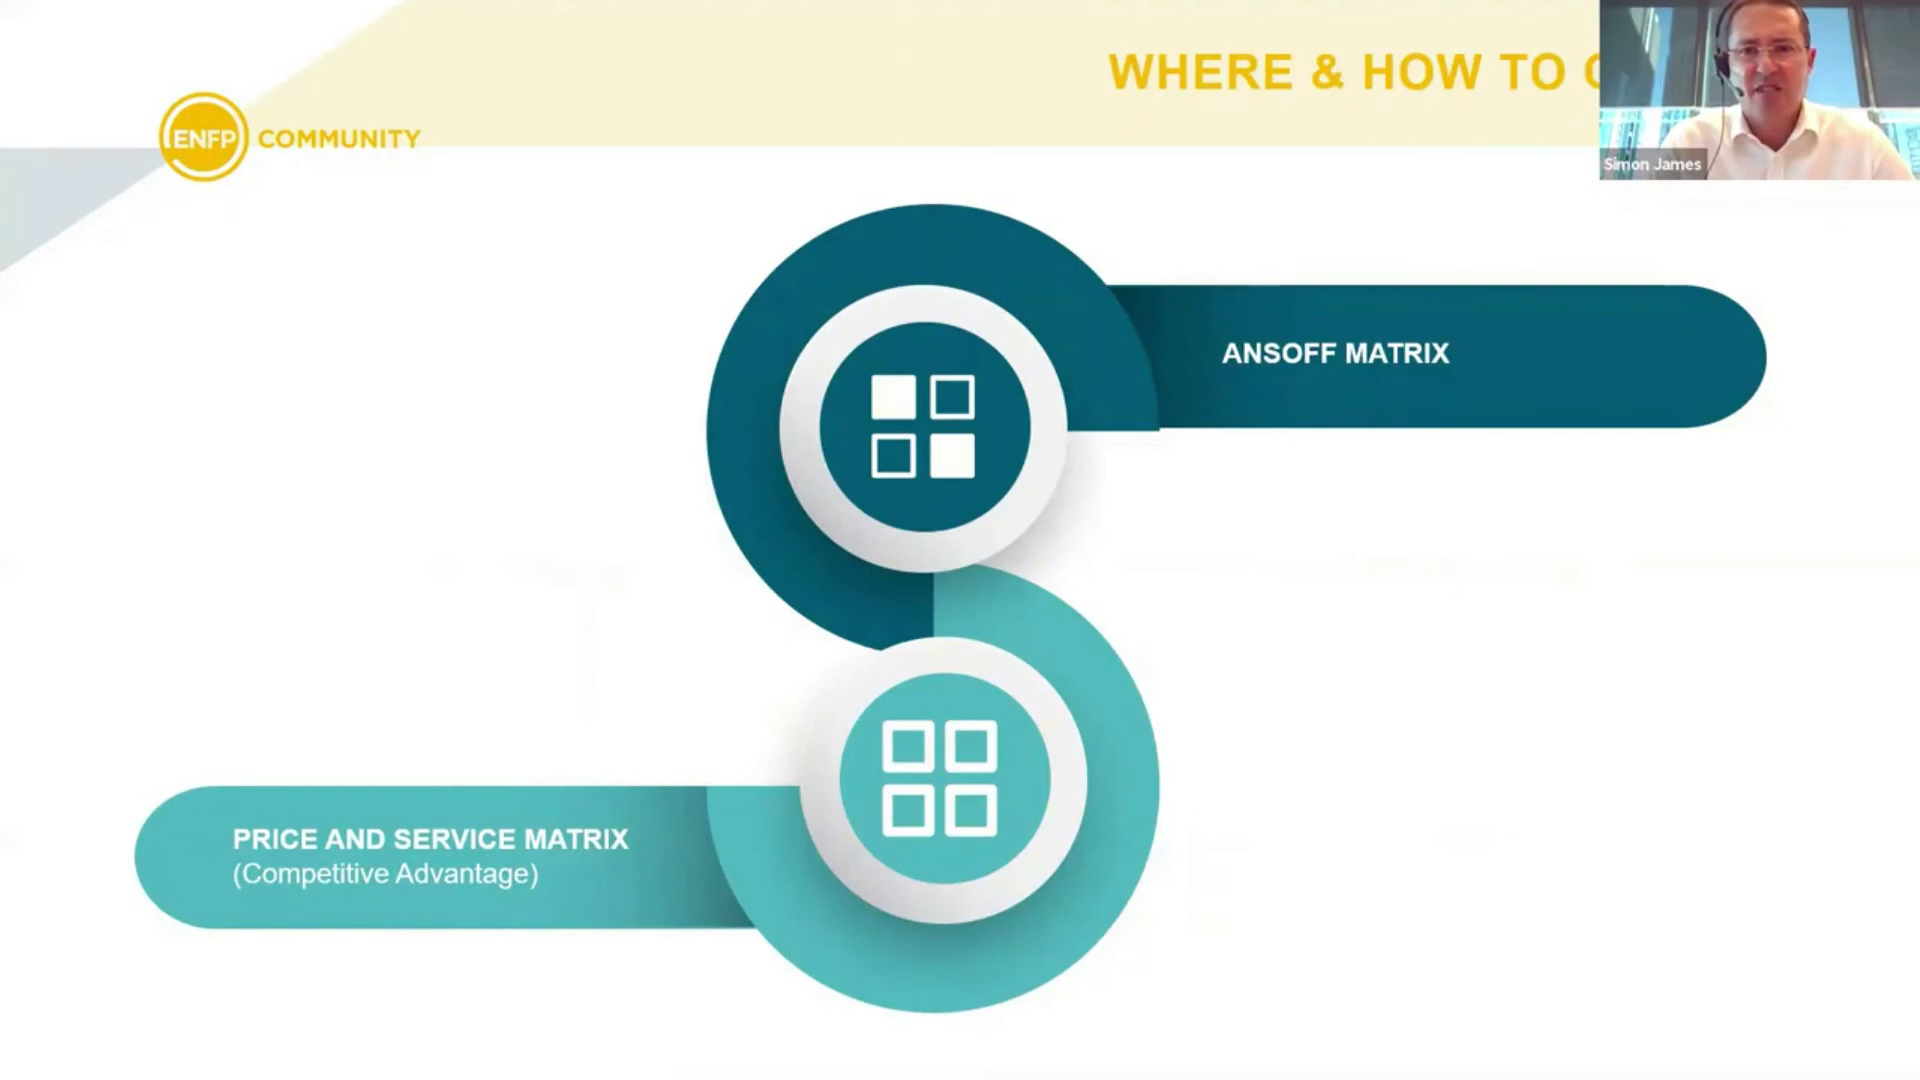 WHERE & HOW TO
ENFP COMMUNITY
Simon James
ANSOFF MATRIX
PRICE AND SERVICE MATRIX
(Competitive Advantage)